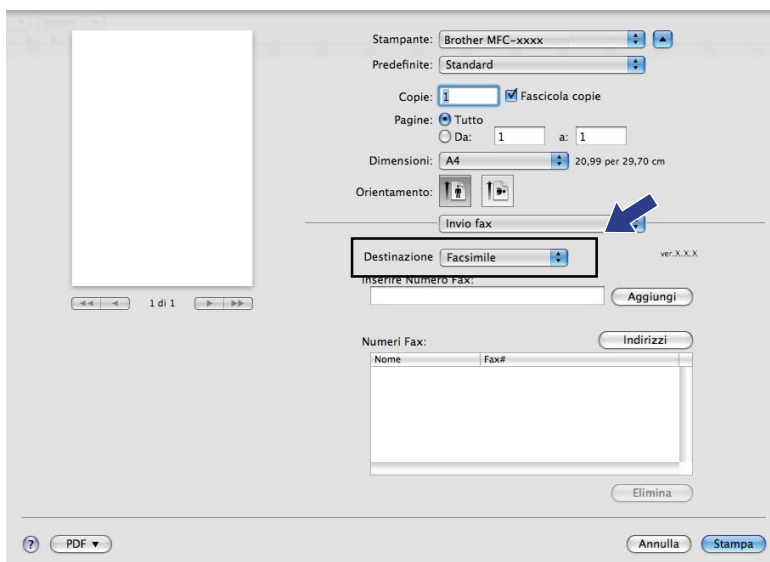 Stampante: Brother MFC-xxxx
Predefinite: Standard
Copie: 1 Fascicola copie
Pagine: Tutto
Da: 1 a: 1
Dimensioni: A4 20,99 per 29,70 cm
Orientamento:
Invio fax
Destinazione Facsimile ver.X.X.X
Inserire Numero Fax:
Aggiungi
1 di 1
Numeri Fax: Indirizzi
Nome Fax#
Elimina
? PDF Annulla Stampa